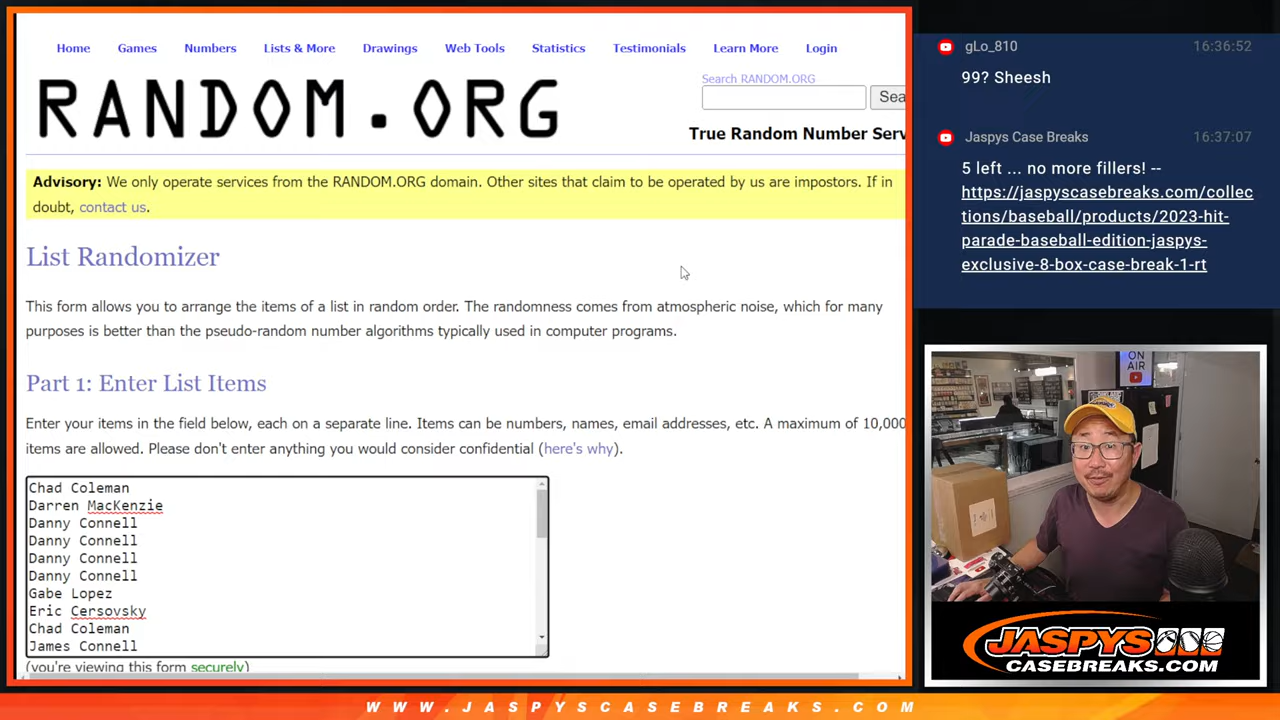 Home Games Numbers Lists & More Drawings Web Tools Statistics Testimonials Learn More Login
RANDOM.ORG
Search RANDOM.ORG
Sea
True Random Number Serv
Advisory: We only operate services from the RANDOM.ORG domain. Other sites that claim to be operated by us are impostors. If in
doubt, contact us.
List Randomizer
This form allows you to arrange the items of a list in random order. The randomness comes from atmospheric noise, which for many
purposes is better than the pseudo-random number algorithms typically used in computer programs.
Part 1: Enter List Items
Enter your items in the field below, each on a separate line. Items can be numbers, names, email addresses, etc. A maximum of 10,000
items are allowed. Please don't enter anything you would consider confidential (here's why).
Chad Coleman
Darren MacKenzie
Danny Connell
Danny Connell
Danny Connell
Danny Connell
Gabe Lopez
Eric Cersovsky
Chad Coleman
James Connell
(you're viewing this form securely)
gLo_810 16:36:52
99? Sheesh
Jaspys Case Breaks 16:37:07
5 left ... no more fillers! --
https://jaspyscasebreaks.com/collec
tions/baseball/products/2023-hit-
parade-baseball-edition-jaspys-
exclusive-8-box-case-break-1-rt
ON
AIR
JASPYS
CASEBREAKS.COM
WWW.JASPYSCASEBREAKS.COM